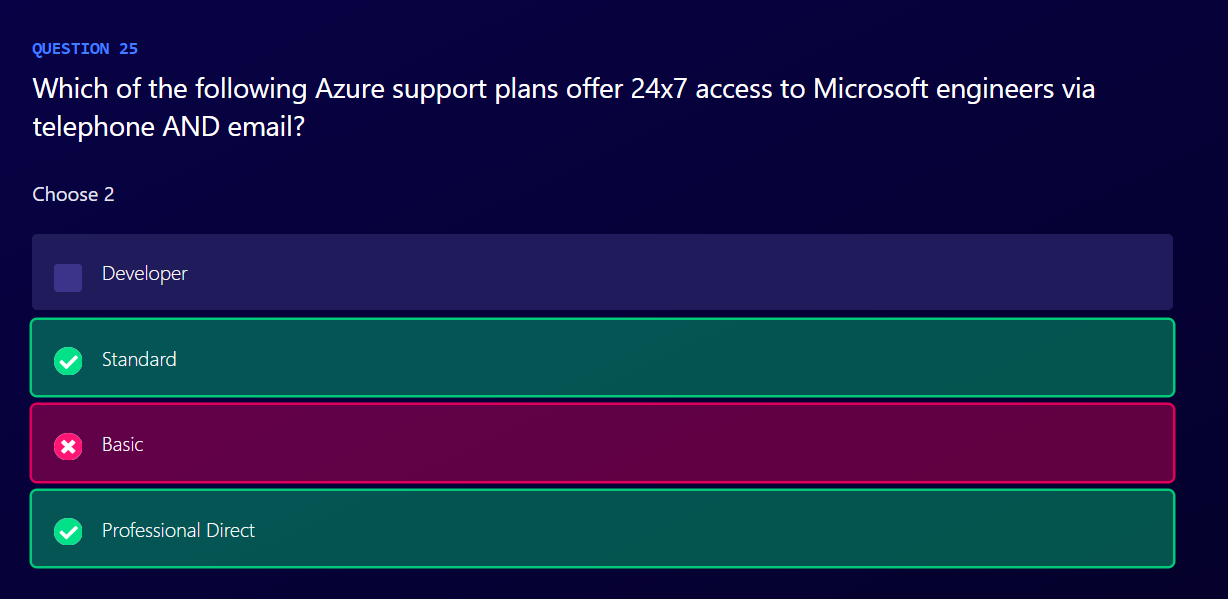 QUESTION 25
Which of the following Azure support plans offer 24x7 access to Microsoft engineers via
telephone AND email?
Choose 2
Developer
Standard
Basic
Professional Direct